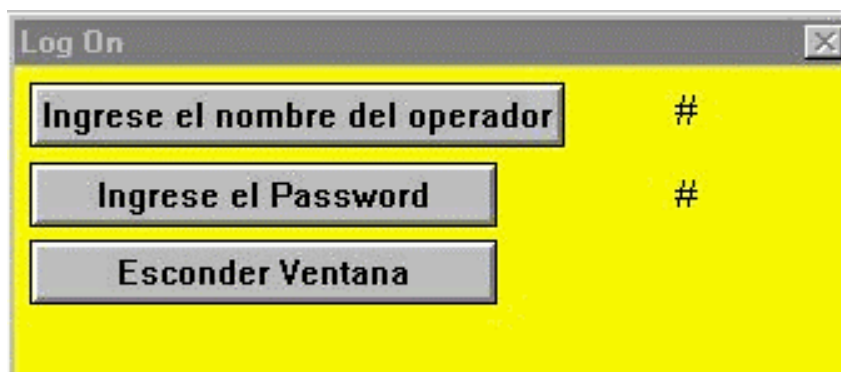 Log On
Ingrese el nombre del operador #
Ingrese el Password #
Esconder Ventana